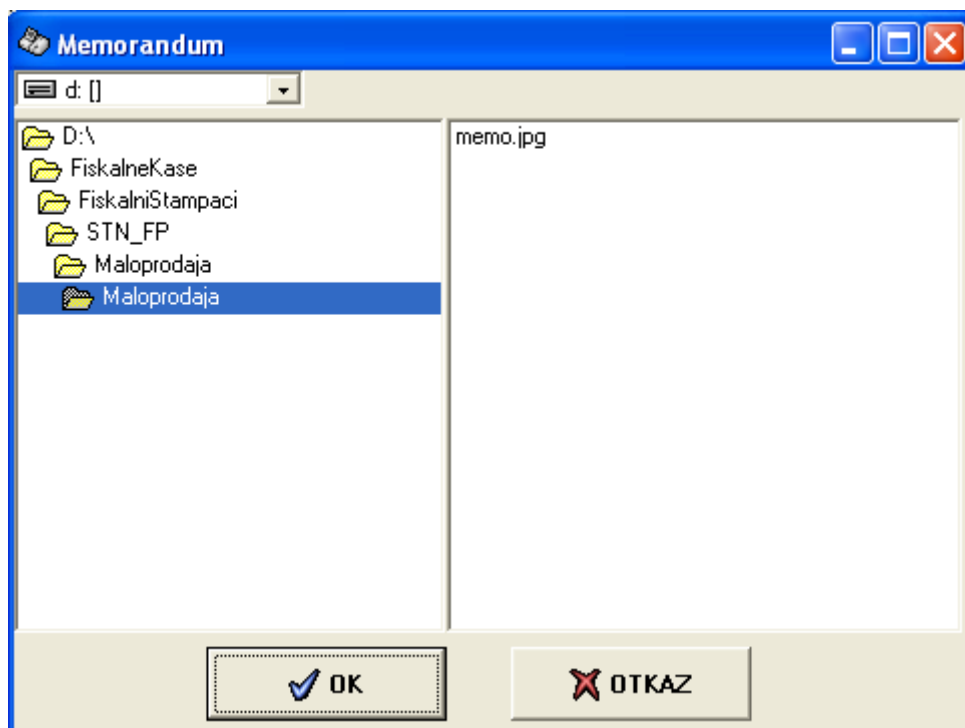 Memorandum
d: []
D:\
FiskalneKase
FiskalniStampaci
STN_FP
Maloprodaja
Maloprodaja
memo.jpg
OK
OTKAZ